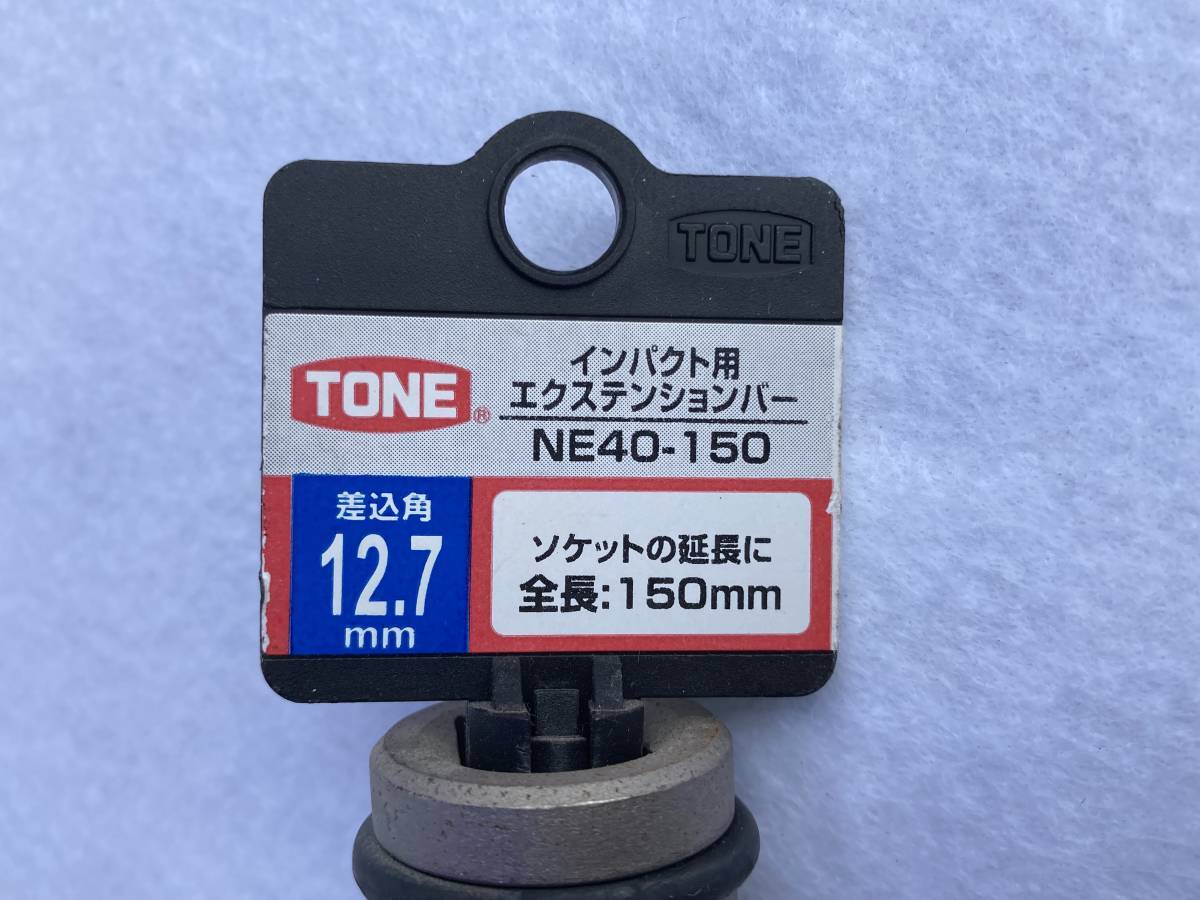 TONE
TONE®
インパクト用
エクステンションバー
NE40-150
差込角
12.7
mm
ソケットの延長に
全長:150mm